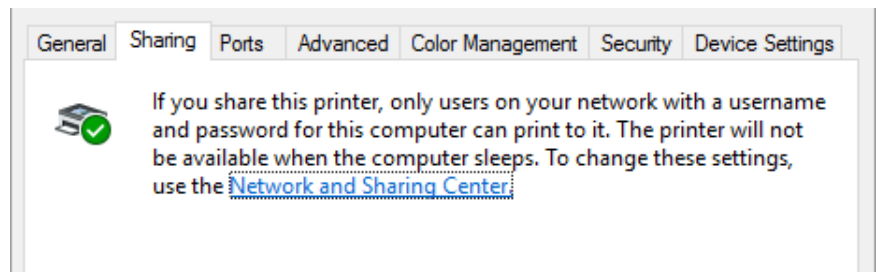 General Sharing Ports Advanced Color Management Security Device Settings
If you share this printer, only users on your network with a username
and password for this computer can print to it. The printer will not
be available when the computer sleeps. To change these settings,
use the Network and Sharing Center.